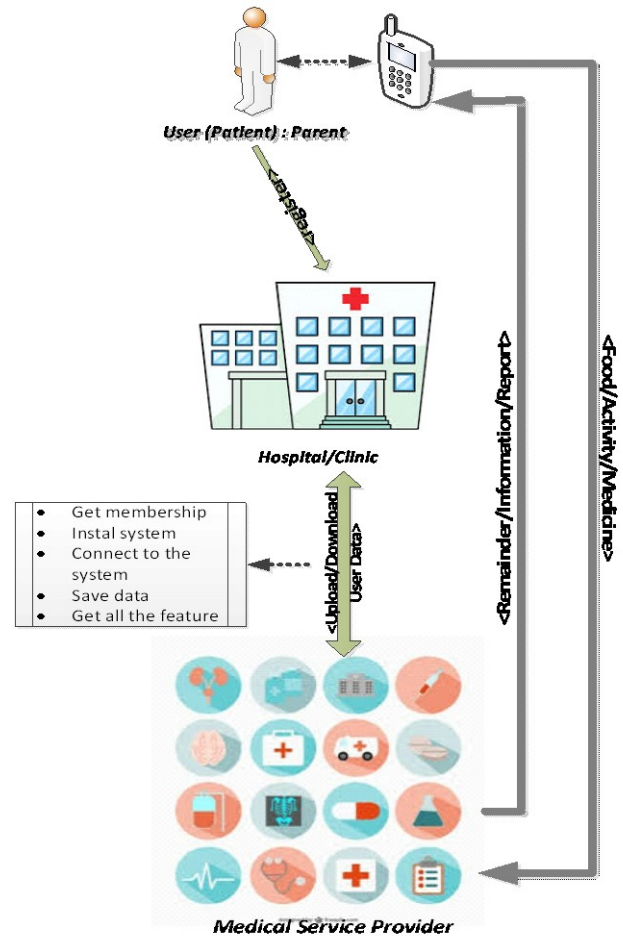 User (Patient) : Parent
<register>
Hospital/Clinic
<Upload/Download
User Data>
• Get membership
• Instal system
• Connect to the
system
• Save data
• Get all the feature
<Remainder/Information/Report>
<Food/Activity/Medicine>
Medical Service Provider